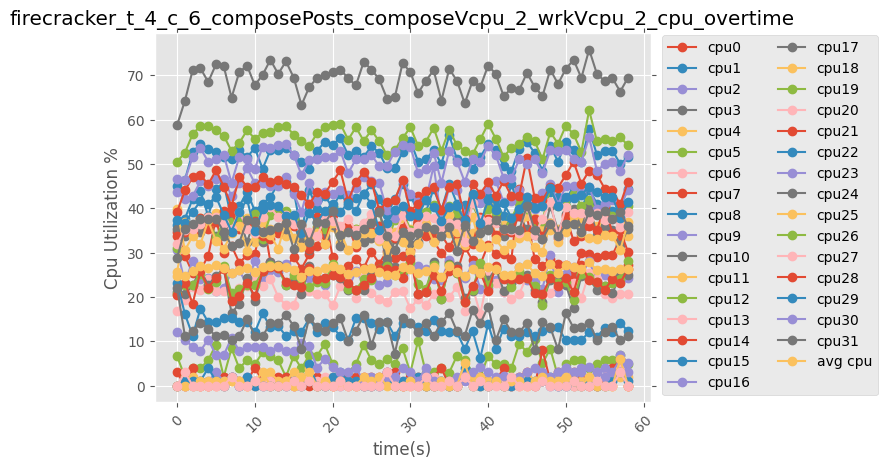 firecracker_t_4_c_6_composePosts_composeVcpu_2_wrkVcpu_2_cpu_overtime
Cpu Utilization %
70
60
50
40
30
20
10
0
0
10
20
30
40
50
60
time(s)
cpu0
cpu1
cpu2
cpu3
cpu4
cpu5
cpu6
cpu7
cpu8
cpu9
cpu10
cpu11
cpu12
cpu13
cpu14
cpu15
cpu16
cpu17
cpu18
cpu19
cpu20
cpu21
cpu22
cpu23
cpu24
cpu25
cpu26
cpu27
cpu28
cpu29
cpu30
cpu31
avg cpu